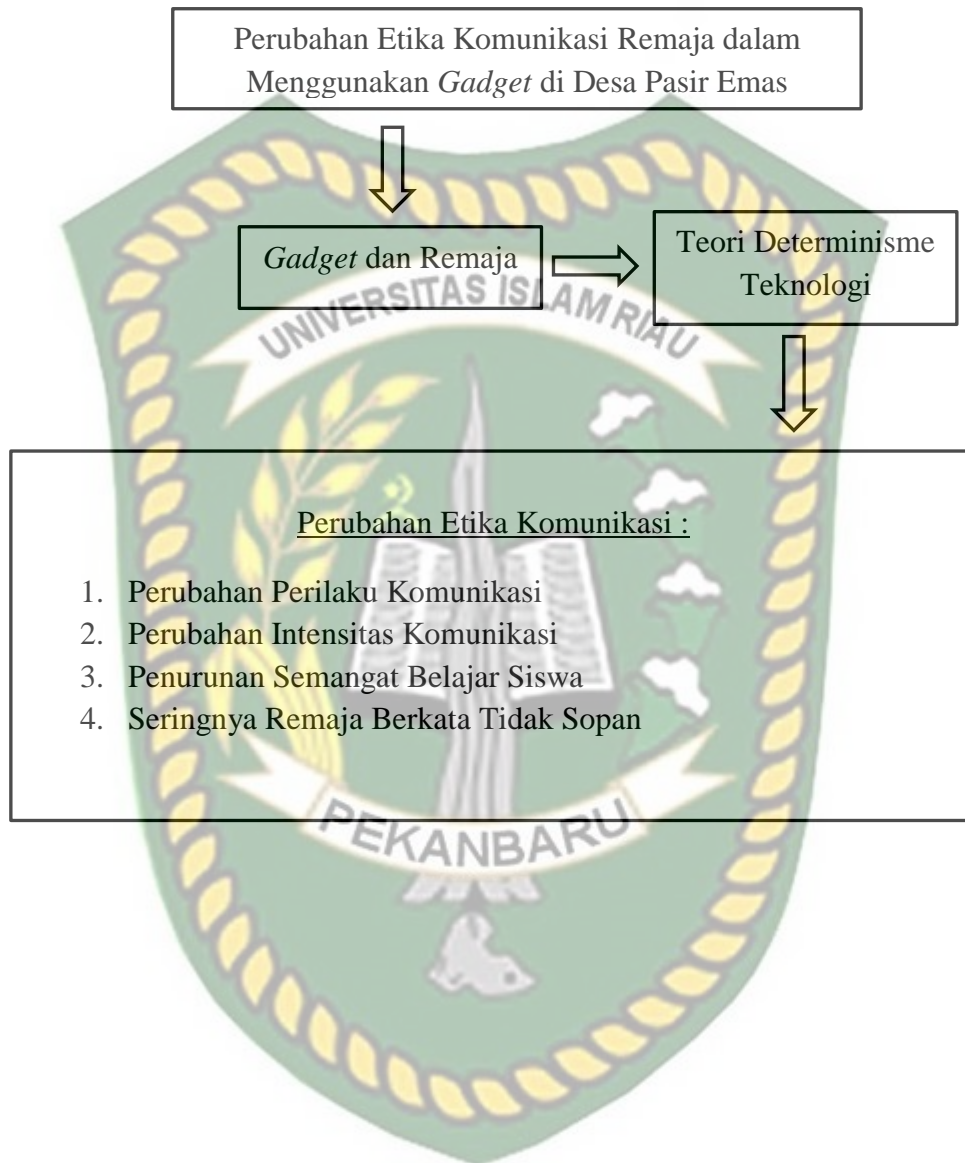 Perubahan Etika Komunikasi Remaja dalam
Menggunakan Gadget di Desa Pasir Emas
Gadget dan Remaja
Teori Determinisme
Teknologi
UNIVERSITAS ISLAM RIAU
Perubahan Etika Komunikasi :
1. Perubahan Perilaku Komunikasi
2. Perubahan Intensitas Komunikasi
3. Penurunan Semangat Belajar Siswa
4. Seringnya Remaja Berkata Tidak Sopan
PEKANBARU